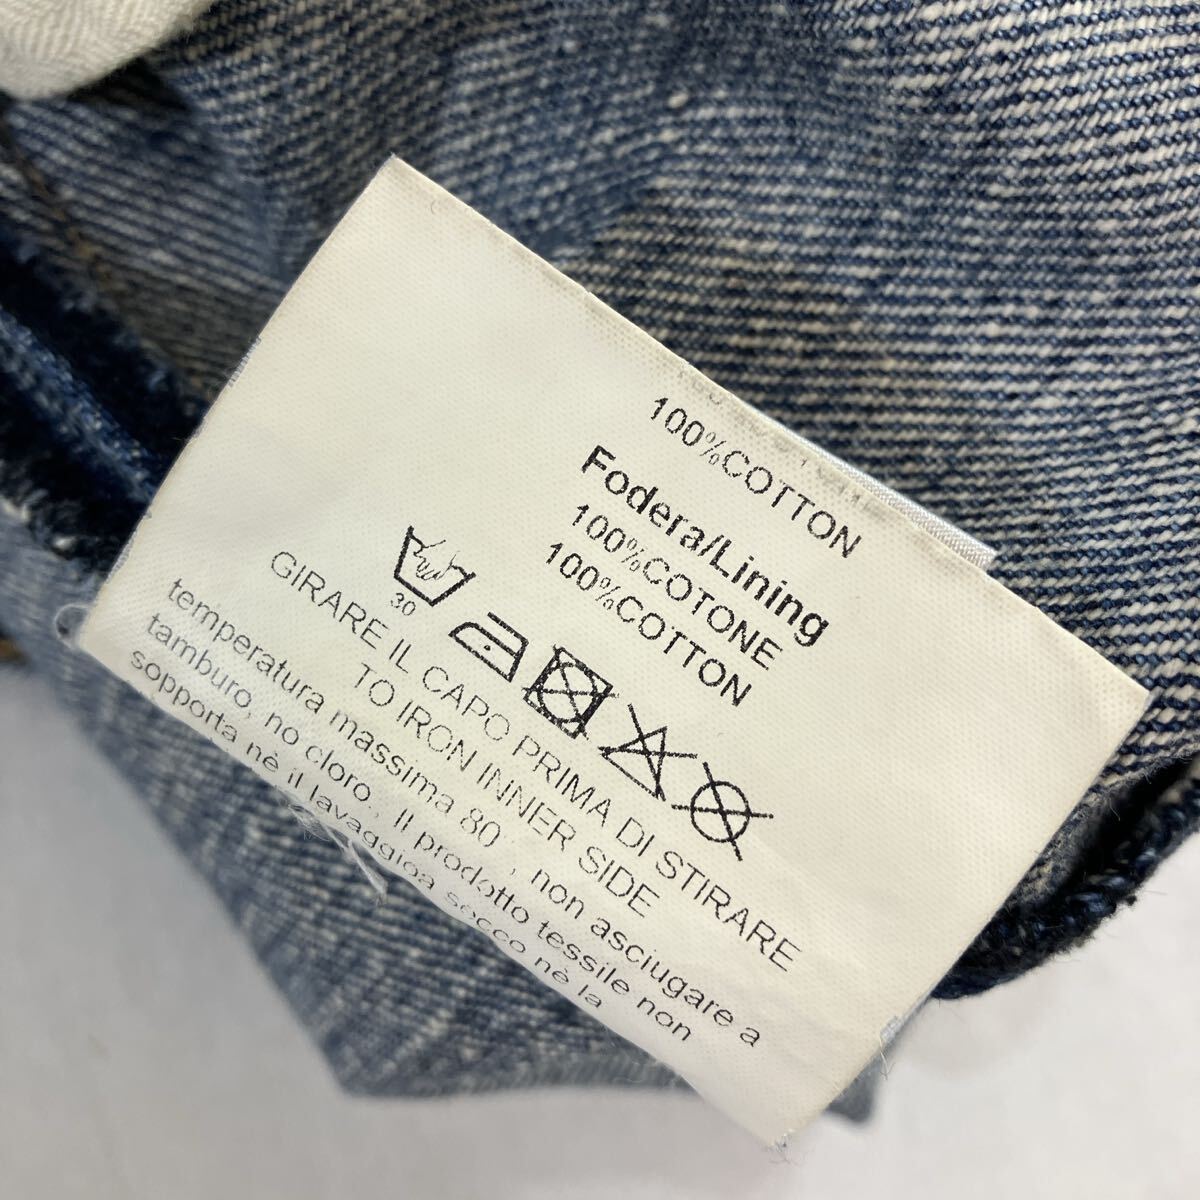 100%COTTON
Fodera/Lining
100%COTONE
100%COTTON
30
GIRARE IL CAPO PRIMA DI STIRARE
TO IRON INNER SIDE
temperatura massima 80°, non asciugare a
tamburo, no cloro, Il prodotto tessile non
sopporta nè il lavaggioa secco nè la